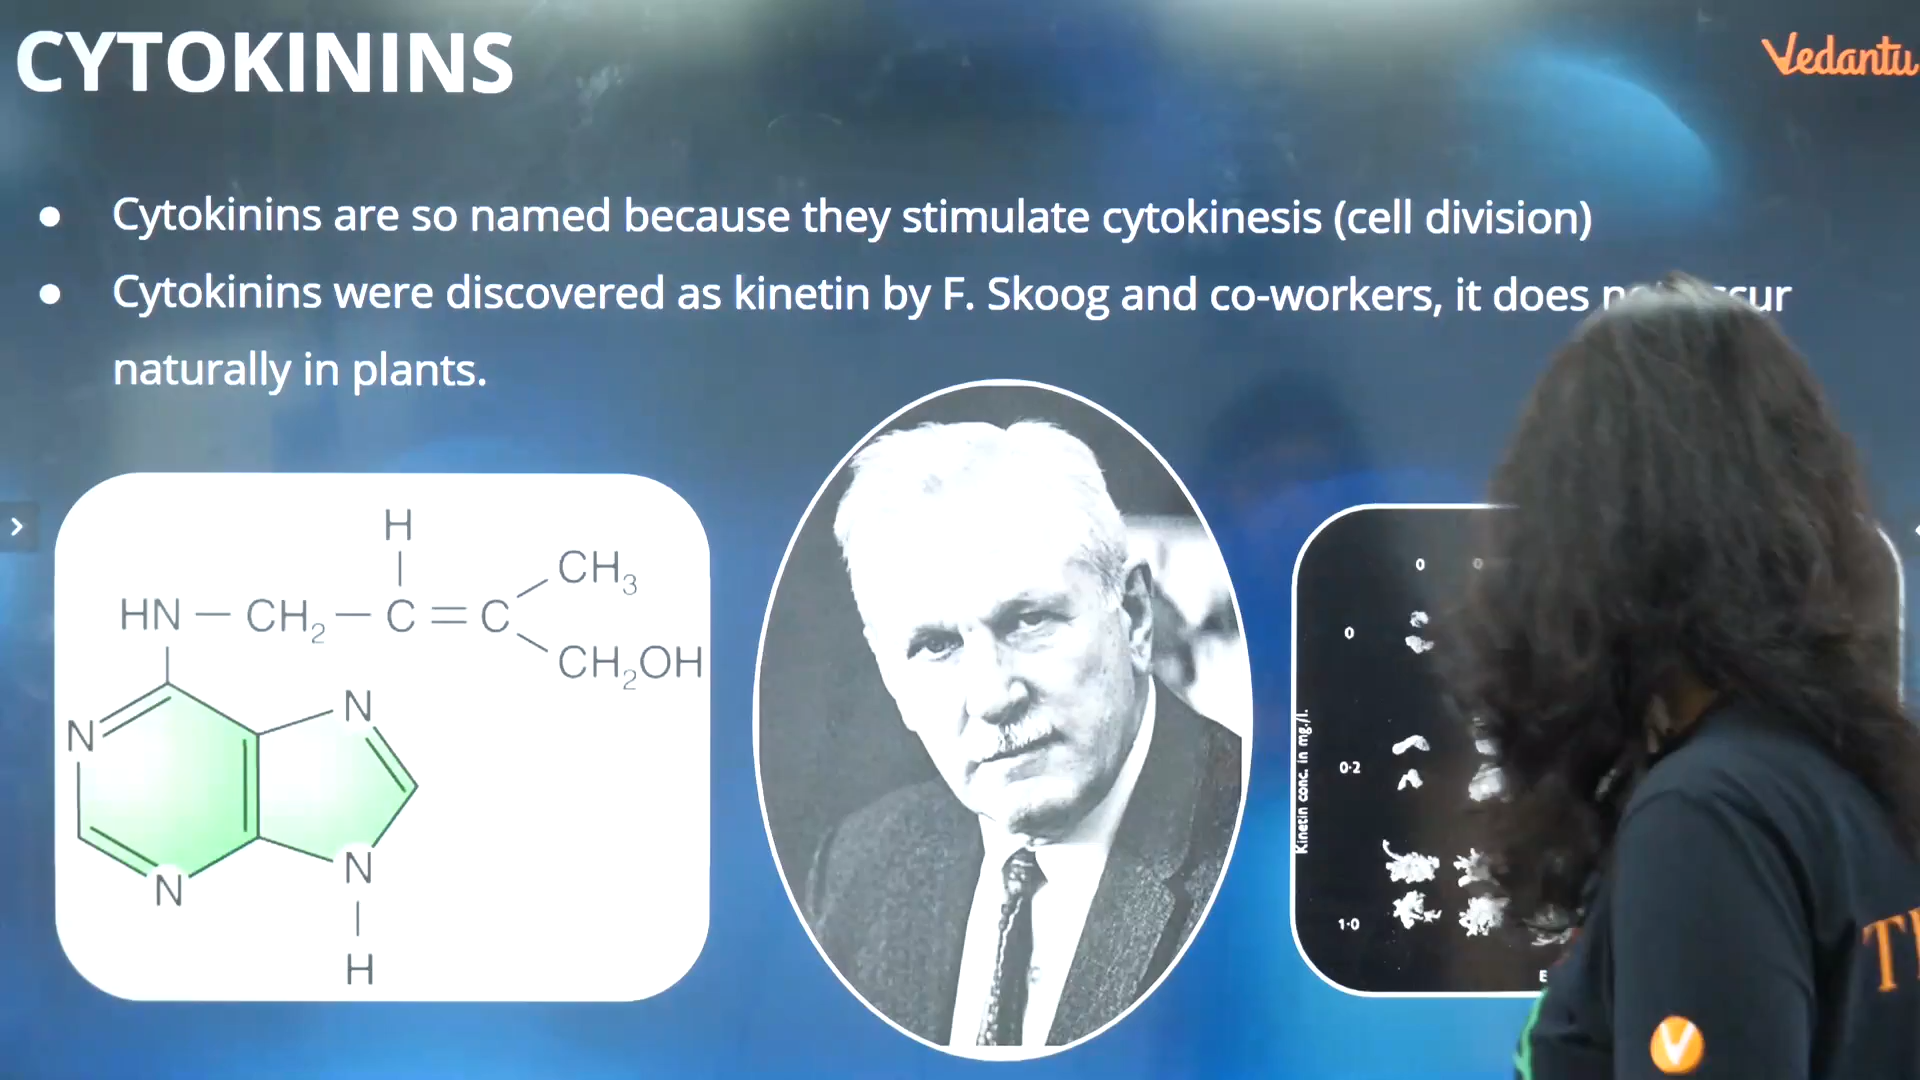 CYTOKININS
Vedantu
Cytokinins are so named because they stimulate cytokinesis (cell division)
Cytokinins were discovered as kinetin by F. Skoog and co-workers, it does
naturally in plants.
H
CH3
HN — CH2 — C = C
CH2OH
N
N
N
N
H
0 0
0
0·2
1·0
Kinetin conc. in mg./l.
V